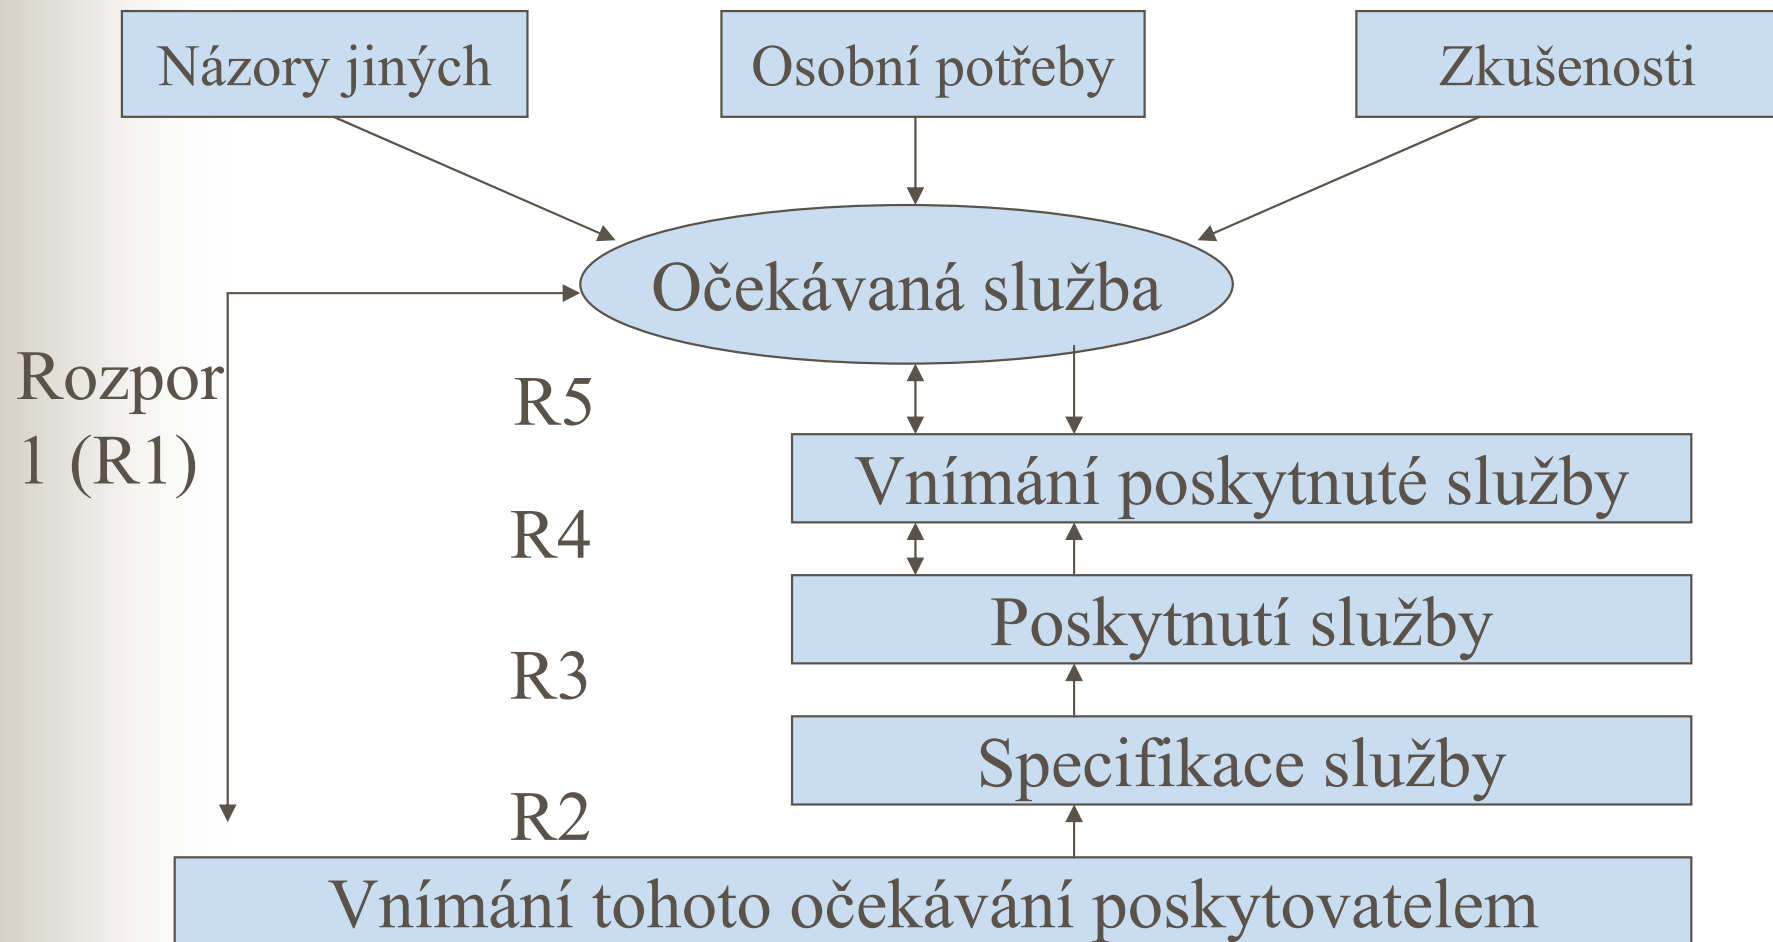 Názory jiných
Osobní potřeby
Zkušenosti
Očekávaná služba
Rozpor
1 (R1)
R5
Vnímání poskytnuté služby
R4
Poskytnutí služby
R3
Specifikace služby
R2
Vnímání tohoto očekávání poskytovatelem